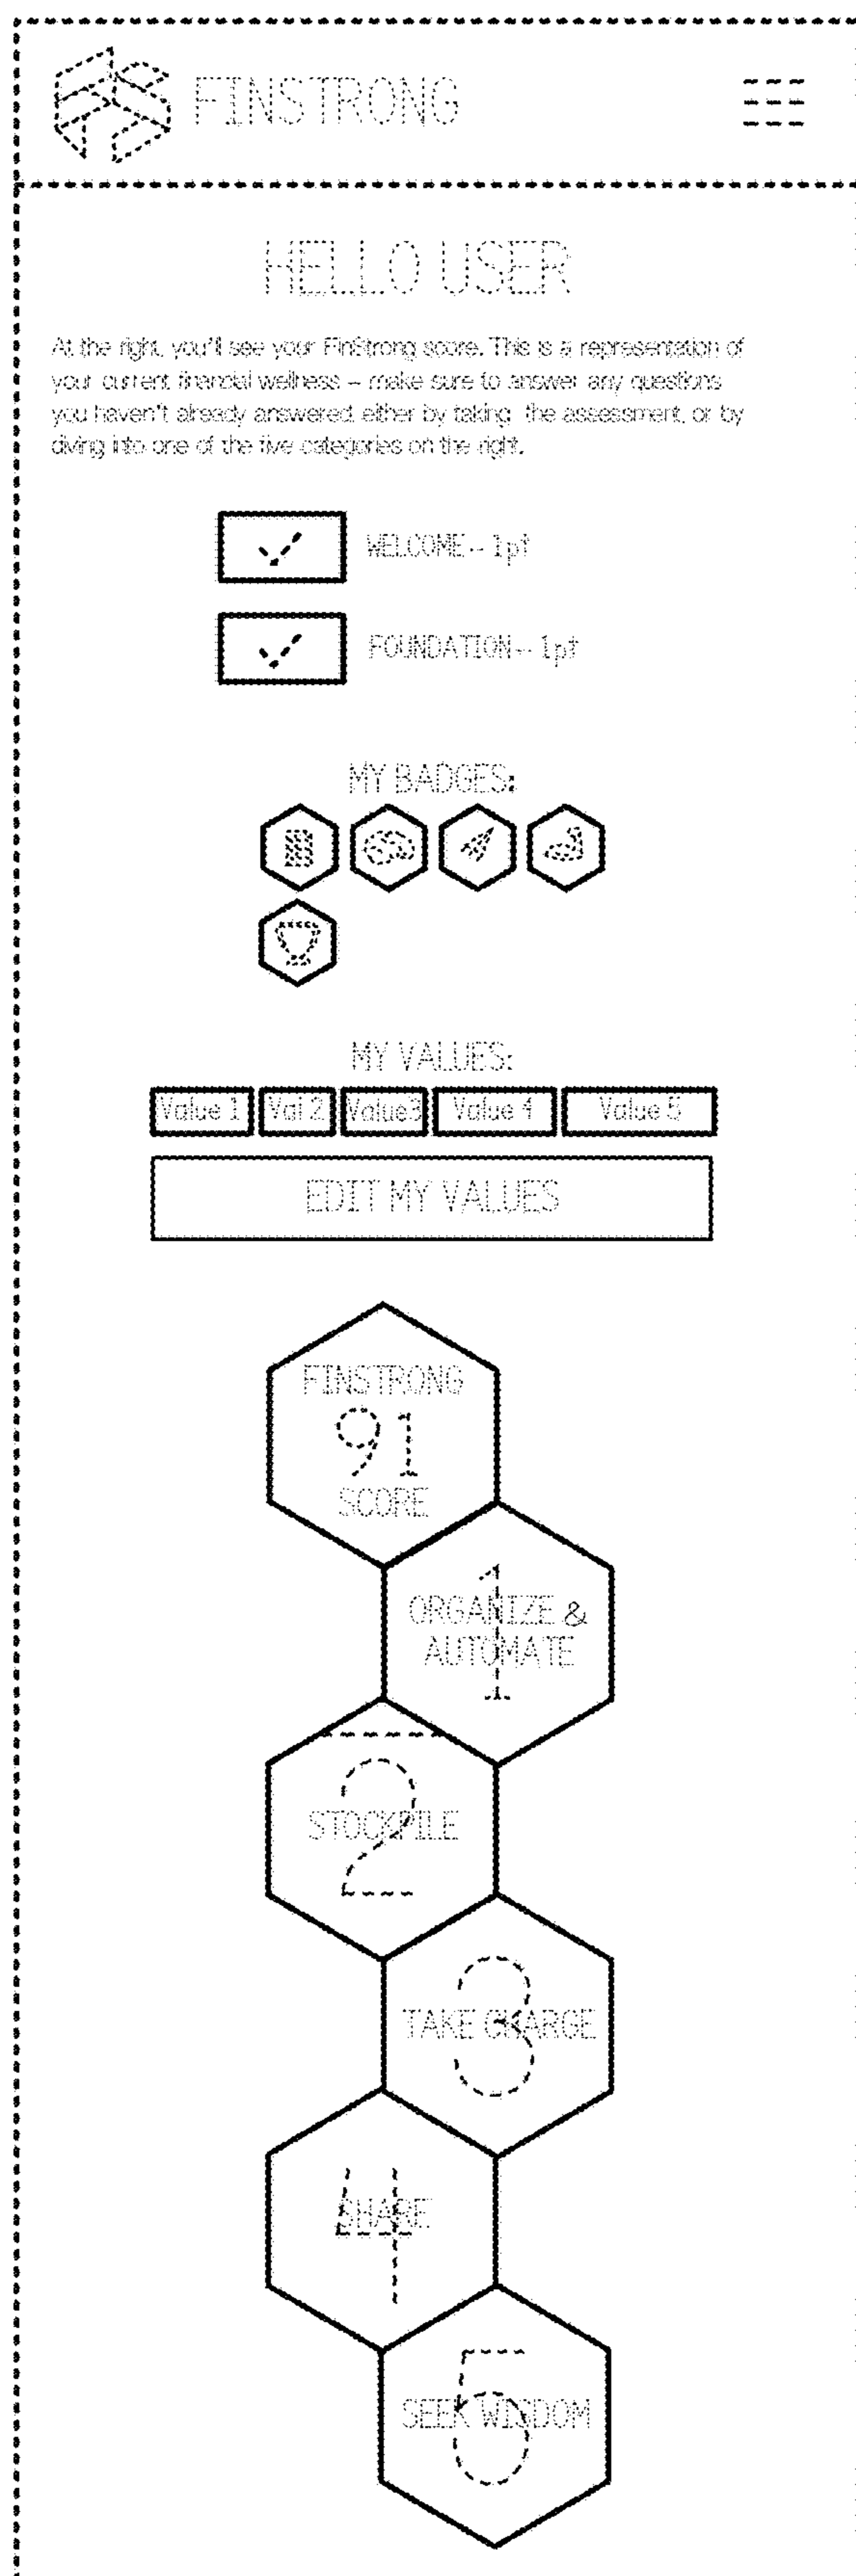 FINSTRONG
HELLO USER
At the right, you'll see your FinStrong score. This is a representation of
your current financial wellness – make sure to answer any questions
you haven't already answered either by taking the assessment, or by
diving into one of the five categories on the right.
WELCOME -- 1pt
FOUNDATION -- 1pt
MY BADGES:
MY VALUES:
Value 1 Val 2 Value3 Value 4 Value 5
EDIT MY VALUES
FINSTRONG
91
SCORE
1
ORGANIZE &
AUTOMATE
2
STOCKPILE
3
TAKE CHARGE
4
SHARE
5
SEEK WISDOM